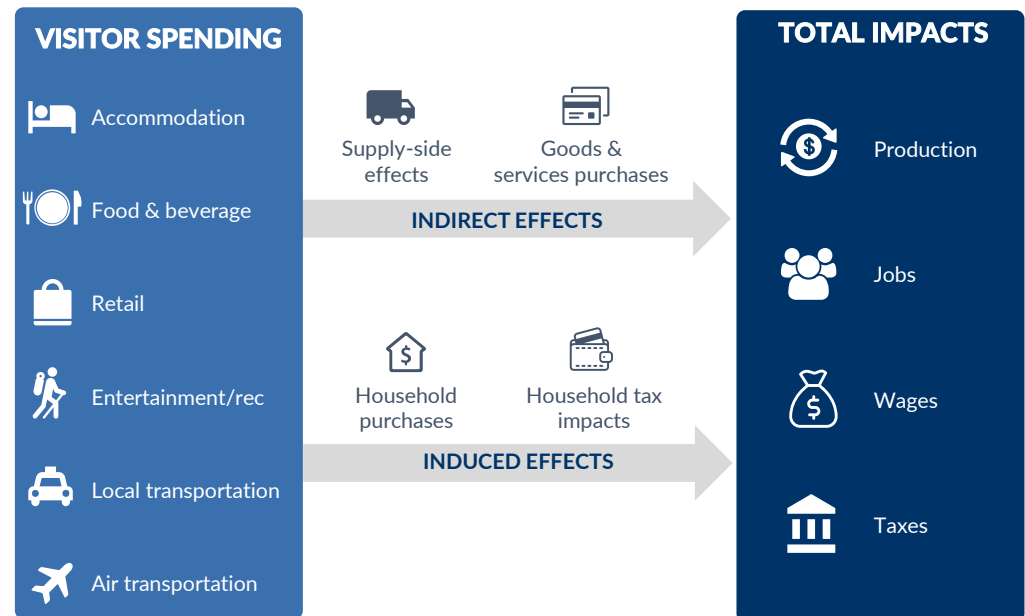 VISITOR SPENDING
Accommodation
Food & beverage
Retail
Entertainment/rec
Local transportation
Air transportation
Supply-side
effects
Goods &
services purchases
INDIRECT EFFECTS
Household
purchases
Household tax
impacts
INDUCED EFFECTS
TOTAL IMPACTS
$
Production
Jobs
$
Wages
Taxes